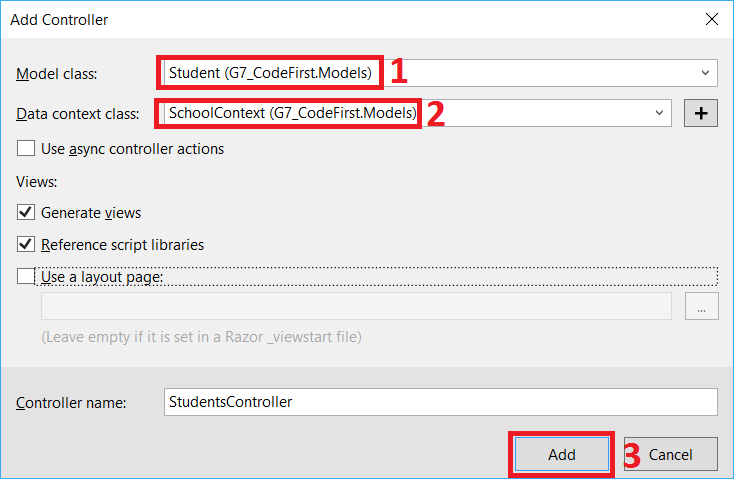 Add Controller
Model class: Student (G7_CodeFirst.Models) 1
Data context class: SchoolContext (G7_CodeFirst.Models) 2 +
Use async controller actions
Views:
Generate views
Reference script libraries
Use a layout page:
...
(Leave empty if it is set in a Razor _viewstart file)
Controller name: StudentsController
Add 3 Cancel